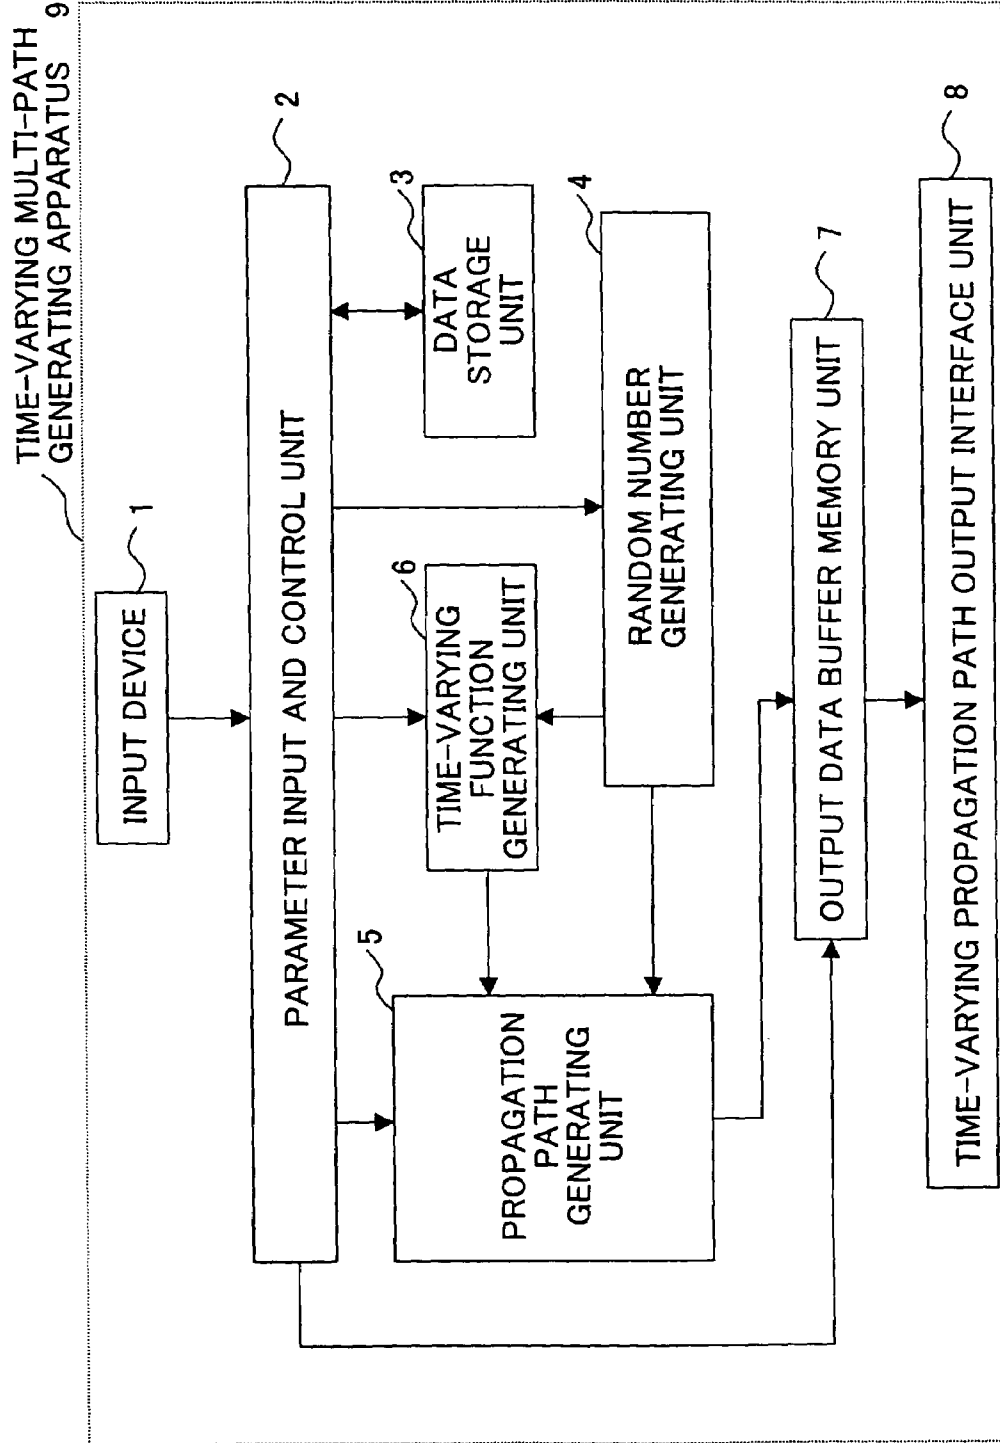 TIME-VARYING MULTI-PATH
GENERATING APPARATUS 9
INPUT DEVICE
1
PARAMETER INPUT AND CONTROL UNIT
2
DATA
STORAGE
UNIT
3
TIME-VARYING
FUNCTION
GENERATING UNIT
6
RANDOM NUMBER
GENERATING UNIT
4
PROPAGATION
PATH
GENERATING
UNIT
5
OUTPUT DATA BUFFER MEMORY UNIT
7
TIME-VARYING PROPAGATION PATH OUTPUT INTERFACE UNIT
8